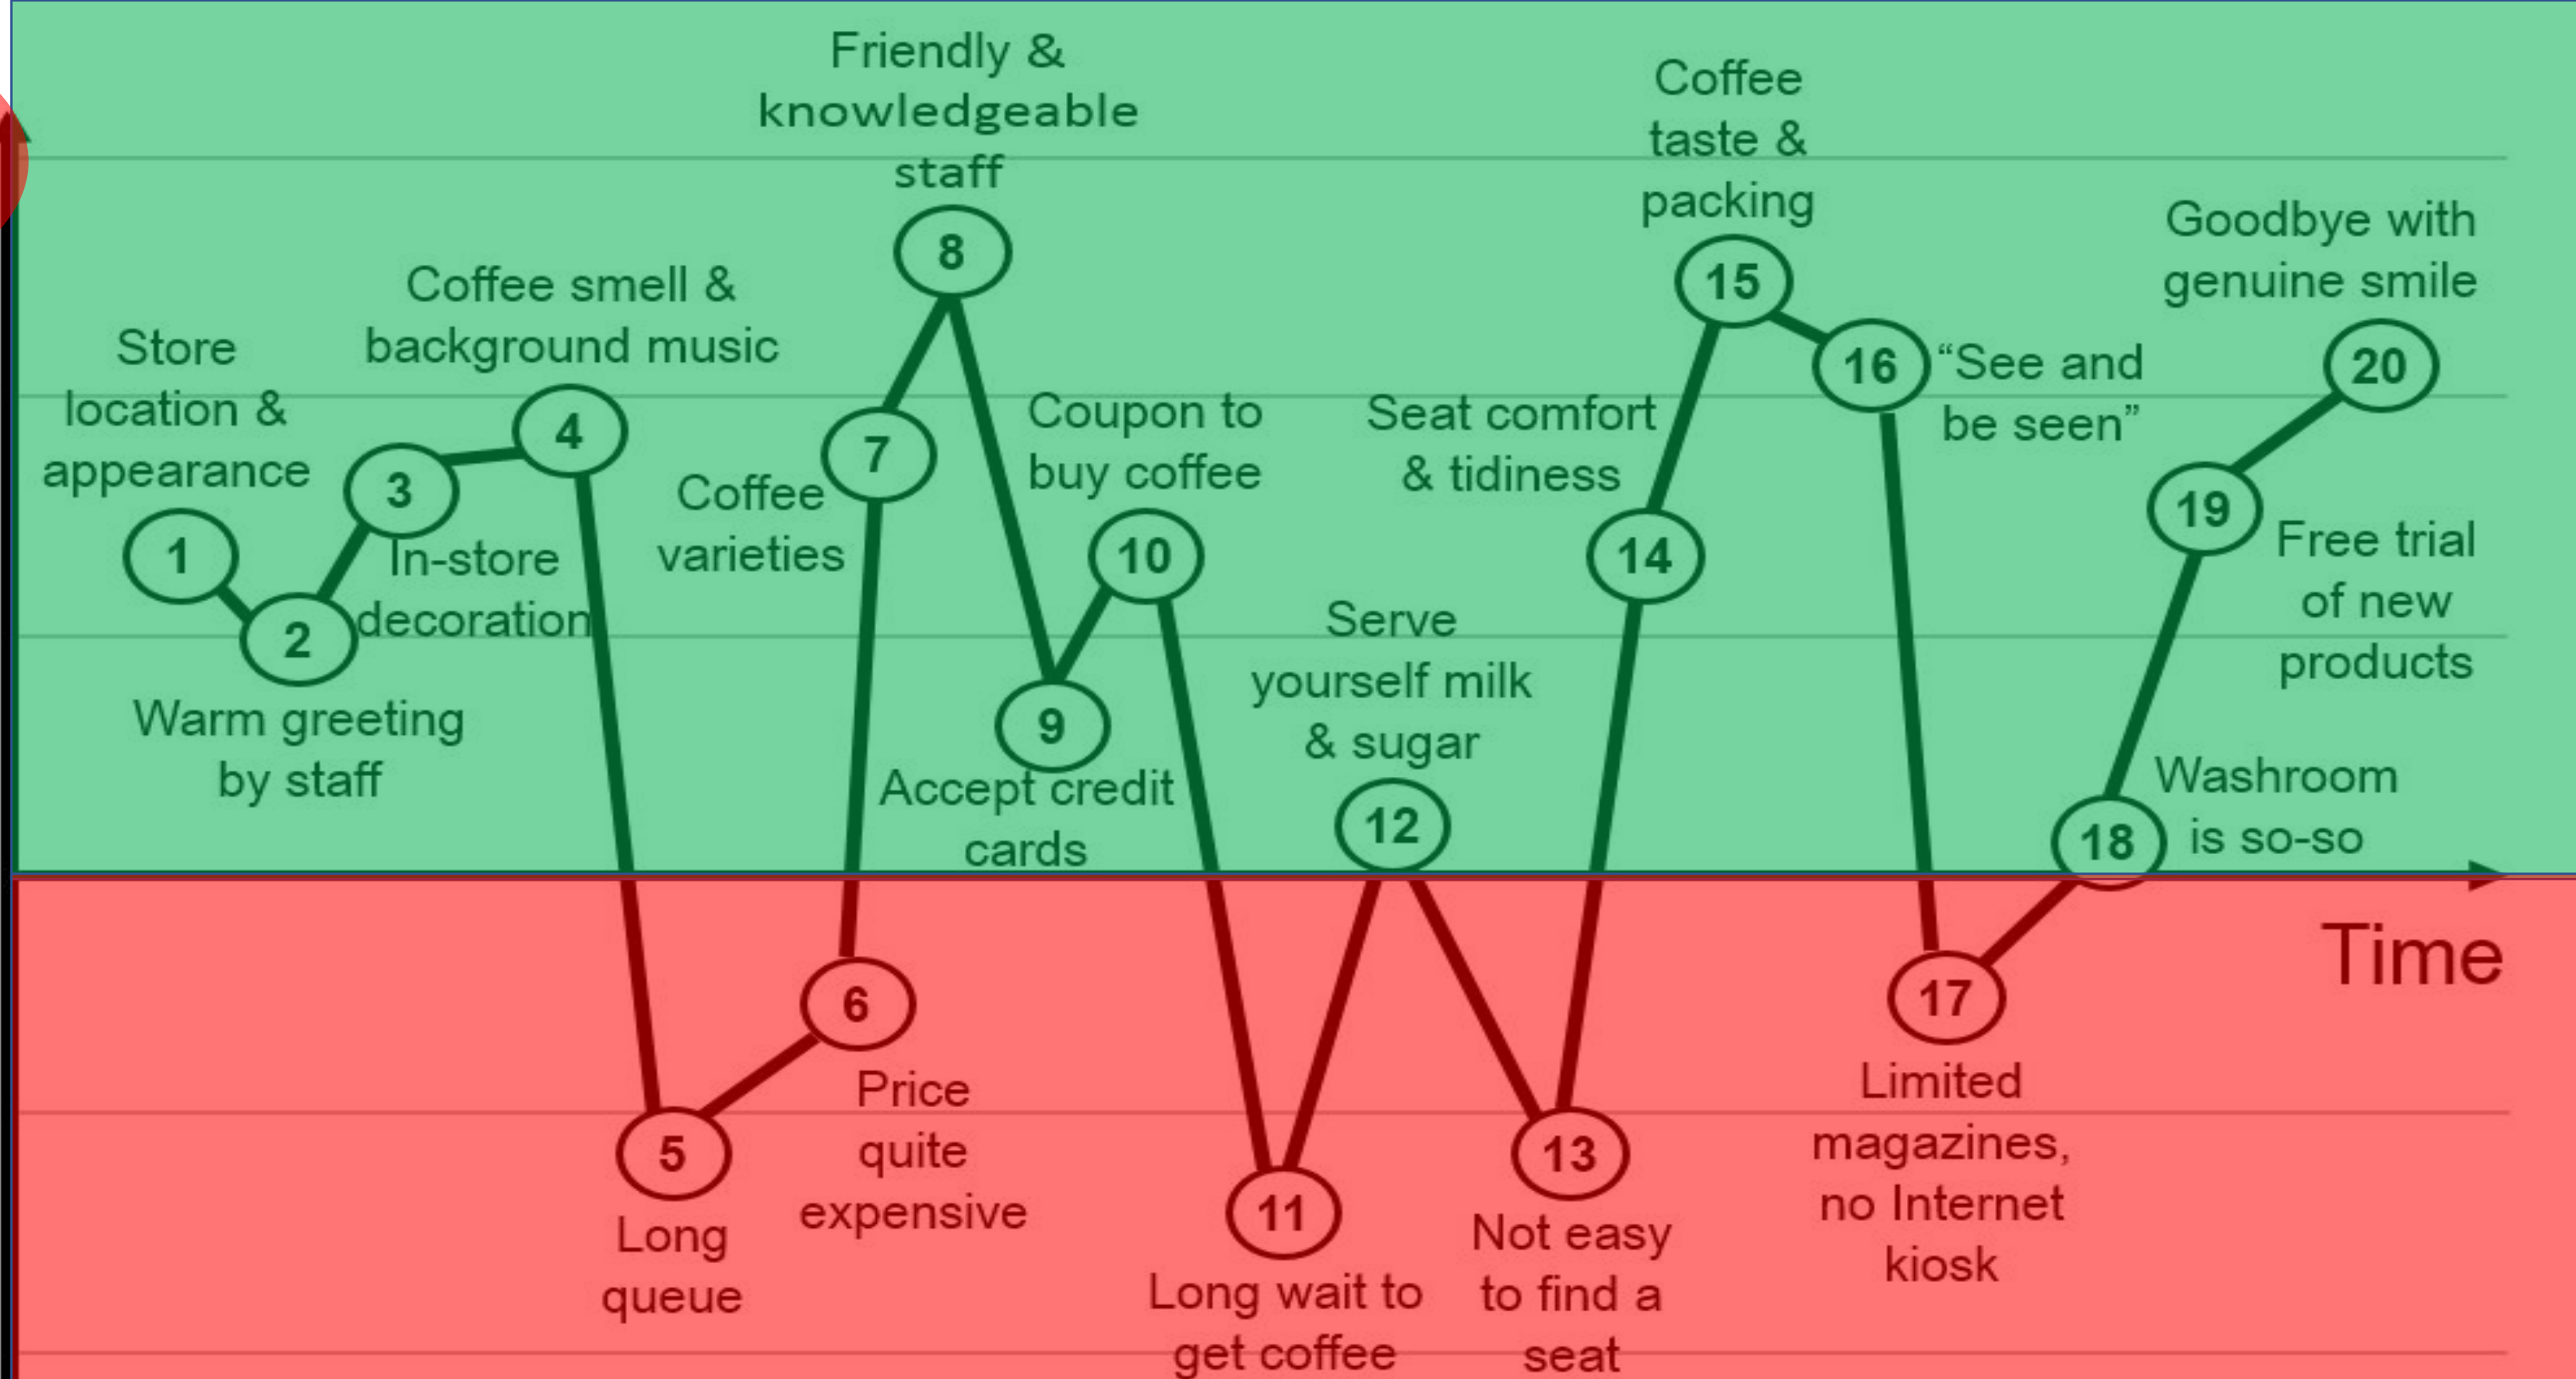 Friendly &
knowledgeable
staff
8
Coffee
taste &
packing
15
Goodbye with
genuine smile
20
Coffee smell &
background music
4
Store
location &
appearance
1
3
In-store
decoration
2
Warm greeting
by staff
7
Coffee
varieties
Coupon to
buy coffee
10
9
Accept credit
cards
Seat comfort
& tidiness
14
16
“See and
be seen”
19
Free trial
of new
products
Serve
yourself milk
& sugar
12
18
Washroom
is so-so
Time
5
Long
queue
6
Price
quite
expensive
11
Long wait to
get coffee
13
Not easy
to find a
seat
17
Limited
magazines,
no Internet
kiosk